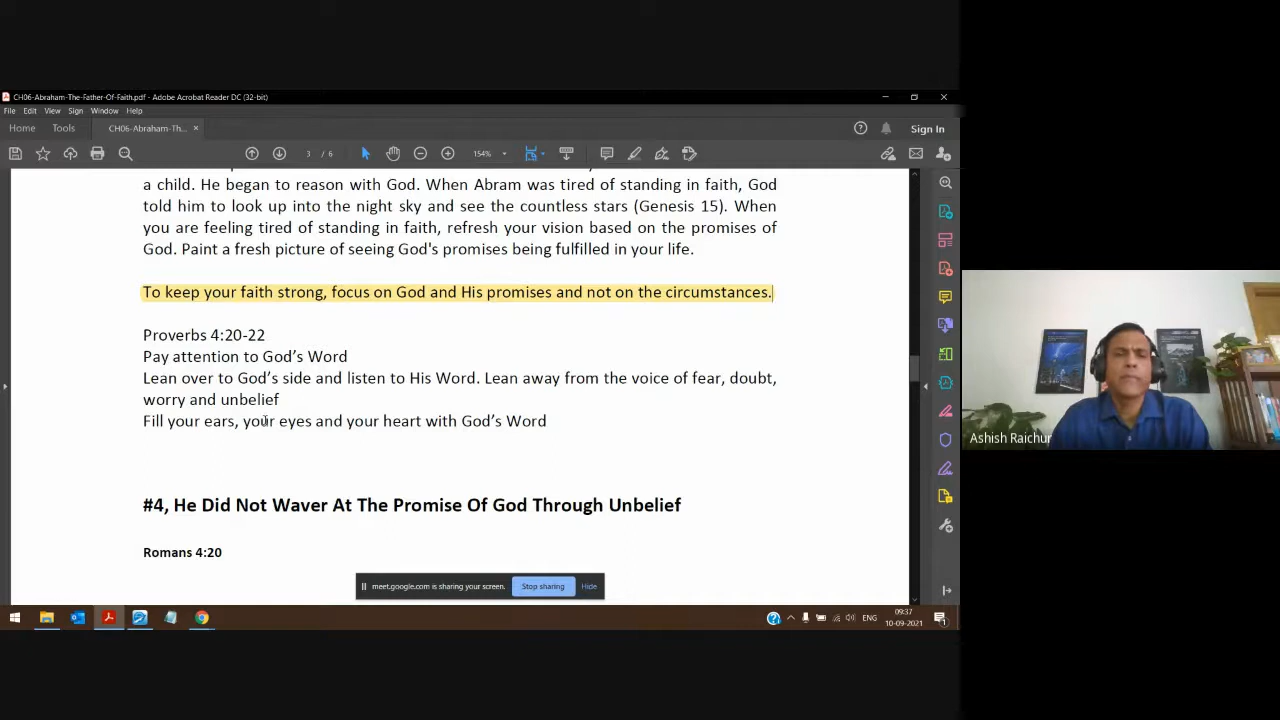 CH06-Abraham-The-Father-Of-Faith.pdf - Adobe Acrobat Reader DC (32-bit)
File Edit View Sign Window Help
Home Tools CH06-Abraham-Th... × Sign In
3 / 6 154%
a child. He began to reason with God. When Abram was tired of standing in faith, God
told him to look up into the night sky and see the countless stars (Genesis 15). When
you are feeling tired of standing in faith, refresh your vision based on the promises of
God. Paint a fresh picture of seeing God's promises being fulfilled in your life.
To keep your faith strong, focus on God and His promises and not on the circumstances.
Proverbs 4:20-22
Pay attention to God’s Word
Lean over to God’s side and listen to His Word. Lean away from the voice of fear, doubt,
worry and unbelief
Fill your ears, your eyes and your heart with God’s Word
#4, He Did Not Waver At The Promise Of God Through Unbelief
Romans 4:20
meet.google.com is sharing your screen. Stop sharing Hide
ENG 09:37
10-09-2021
Ashish Raichur